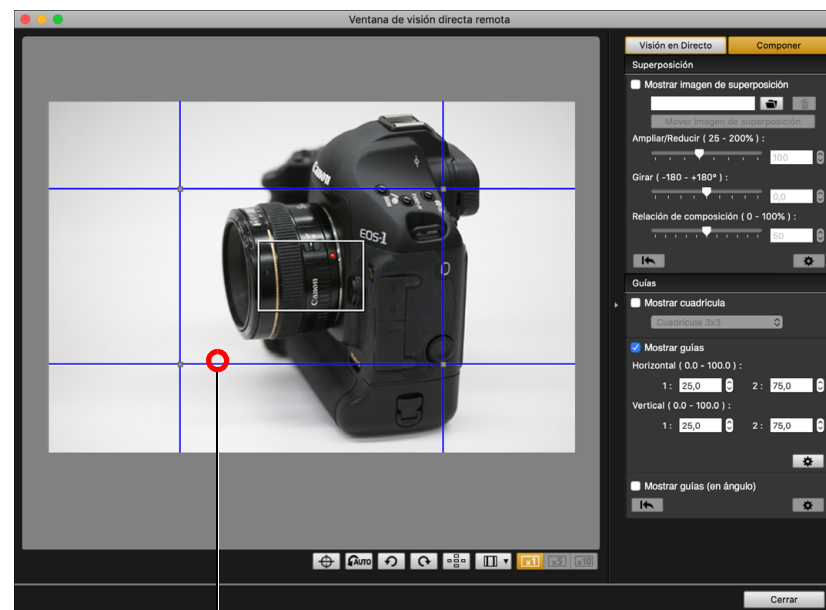 Ventana de visión directa remota
Visión en Directo
Componer
Superposición
Mostrar imagen de superposición
Mover imagen de superposición
Ampliar/Reducir ( 25 - 200% ) :
100
Girar ( -180 - +180° ) :
0,0
Relación de composición ( 0 - 100% ) :
50
Guías
Mostrar cuadrícula
Cuadrícula 3x3
Mostrar guías
Horizontal ( 0.0 - 100.0 ) :
1 : 25,0 2 : 75,0
Vertical ( 0.0 - 100.0 ) :
1 : 25,0 2 : 75,0
Mostrar guías (en ángulo)
Canon
EOS-1
Canon
AUTO
x1
x5
x10
Cerrar